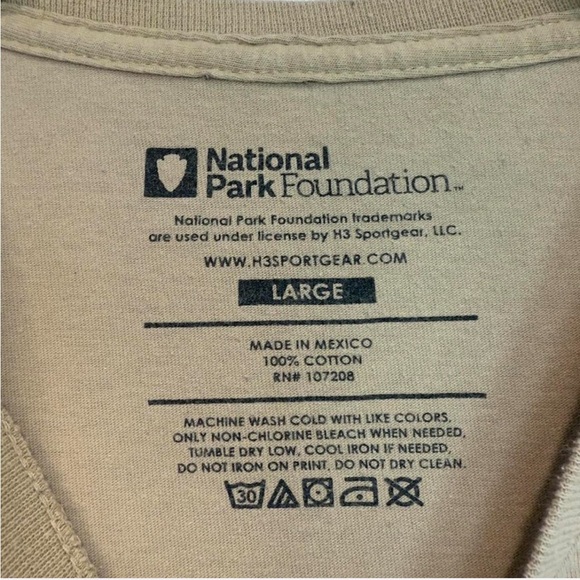 National
Park Foundation™
National Park Foundation trademarks
are used under license by H3 Sportgear, LLC.
WWW.H3SPORTGEAR.COM
LARGE
MADE IN MEXICO
100% COTTON
RN# 107208
MACHINE WASH COLD WITH LIKE COLORS,
ONLY NON-CHLORINE BLEACH WHEN NEEDED,
TUMBLE DRY LOW, COOL IRON IF NEEDED,
DO NOT IRON ON PRINT, DO NOT DRY CLEAN.
30